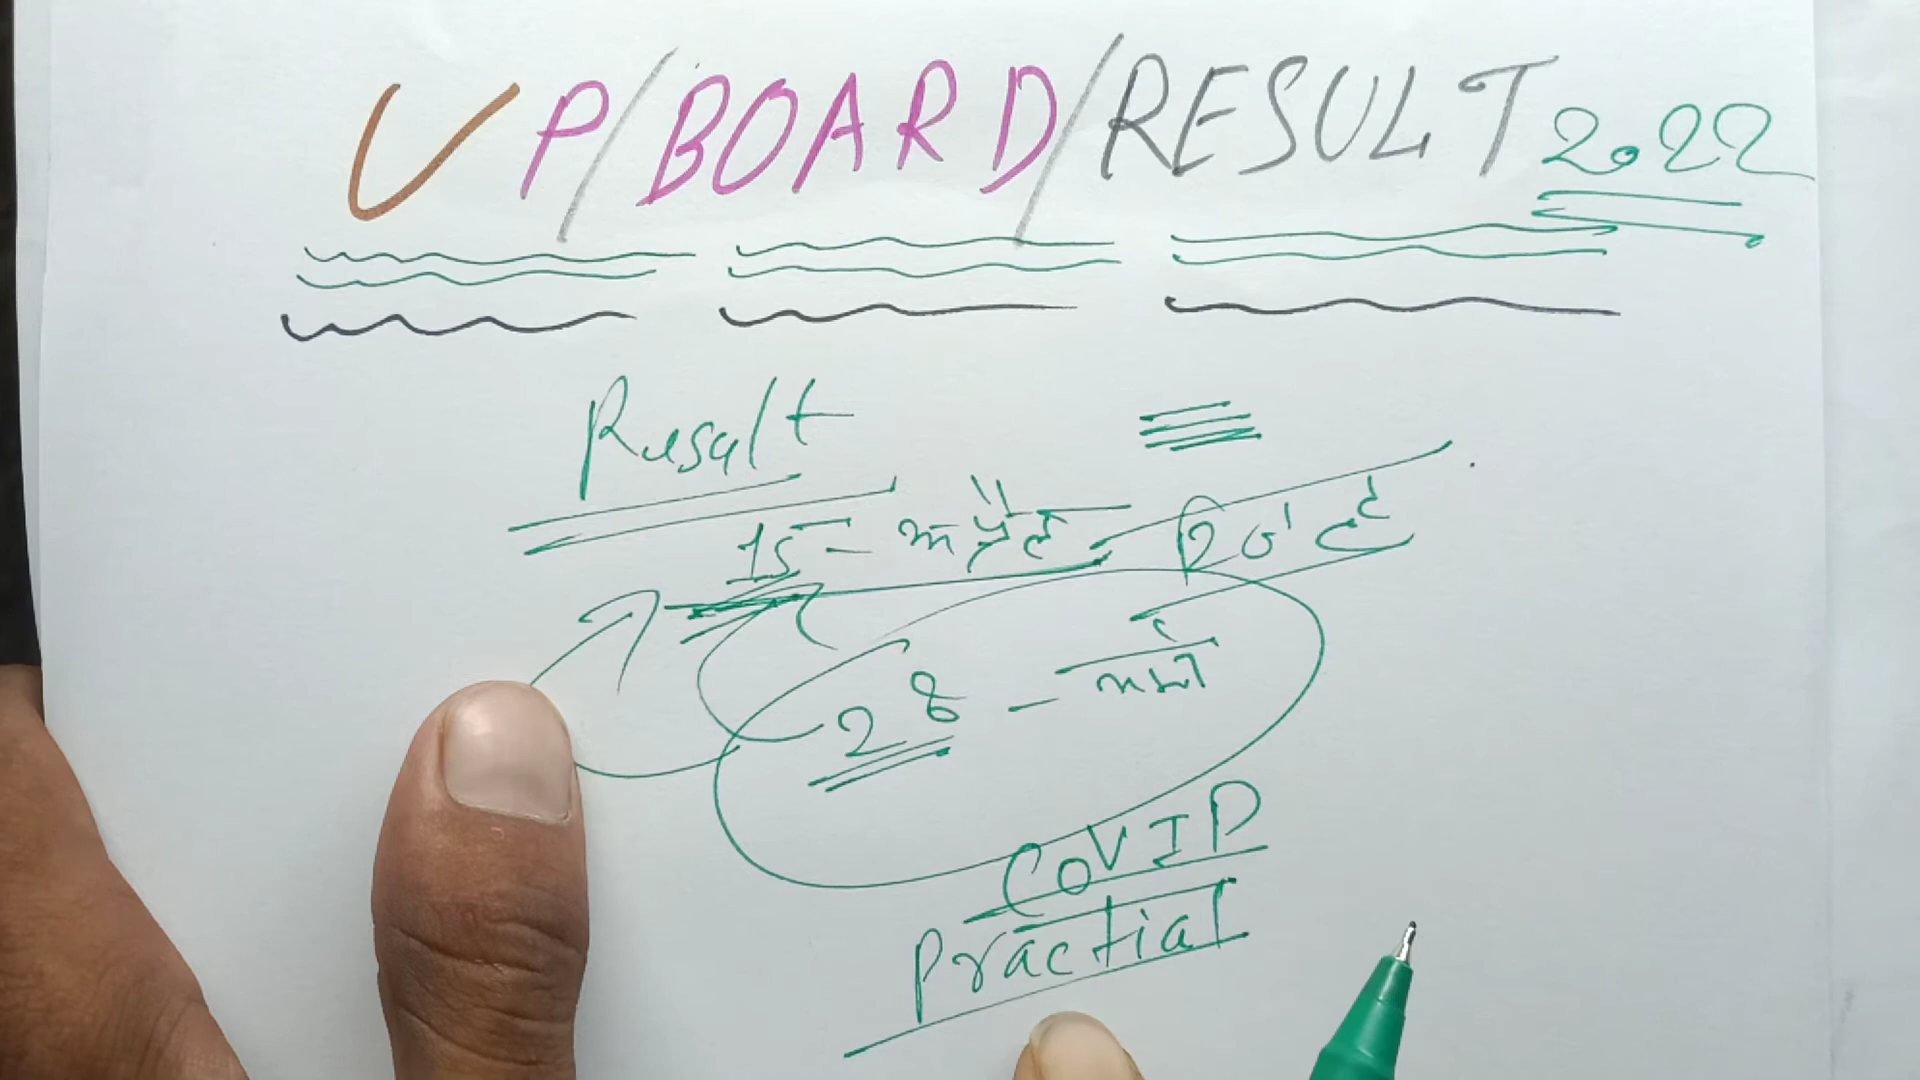 UP/BOARD/RESULT 2022
Result
15 - अप्रैल
28 -
COVID
Practial